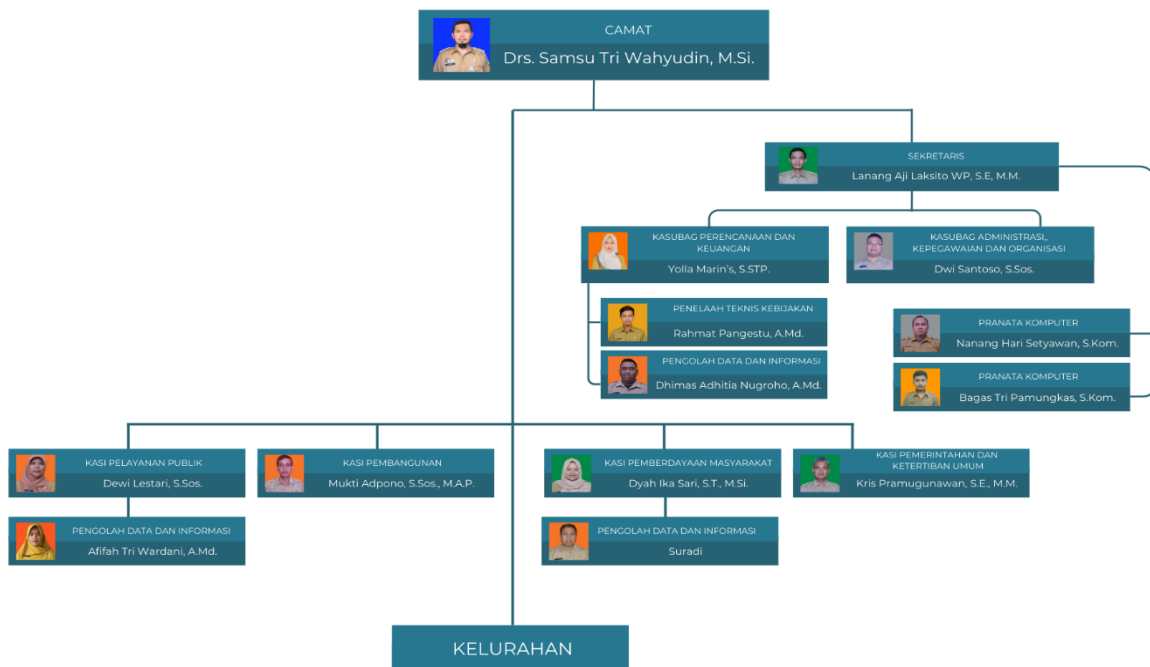 CAMAT
Drs. Samsu Tri Wahyudin, M.Si.
SEKRETARIS
Lanang Aji Laksito WP, S.E, M.M.
KASUBAG PERENCANAAN DAN
KEUANGAN
Yolla Marin's, S.STP.
KASUBAG ADMINISTRASI,,
KEPEGAWAIAN DAN ORGANISASI
Dwi Santoso, S.Sos.
PENELAAH TEKNIS KEBIJAKAN
Rahmat Pangestu, A.Md.
PENGOLAH DATA DAN INFORMASI
Dhimas Adhitia Nugroho, A.Md.
PRANATA KOMPUTER
Nanang Hari Setyawan, S.Kom.
PRANATA KOMPUTER
Bagas Tri Pamungkas, S.Kom.
KASI PELAYANAN PUBLIK
Dewi Lestari, S.Sos.
KASI PEMBANGUNAN
Mukti Adpono, S.Sos., M.A.P.
KASI PEMBERDAYAAN MASYARAKAT
Dyah Ika Sari, S.T., M.Si.
KASI PEMERINTAHAN DAN
KETERTIBAN UMUM
Kris Pramugunawan, S.E., M.M.
PENGOLAH DATA DAN INFORMASI
Afifah Tri Wardani, A.Md.
PENGOLAH DATA DAN INFORMASI
Suradi
KELURAHAN